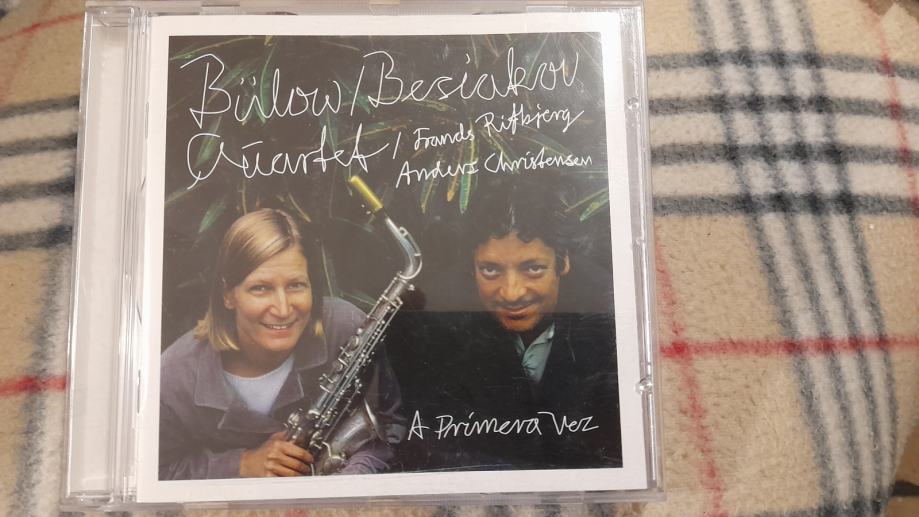 Bülow/Besiakov
Quartet/ Frands Rifbjerg
Anders Christensen
A Primera Vez